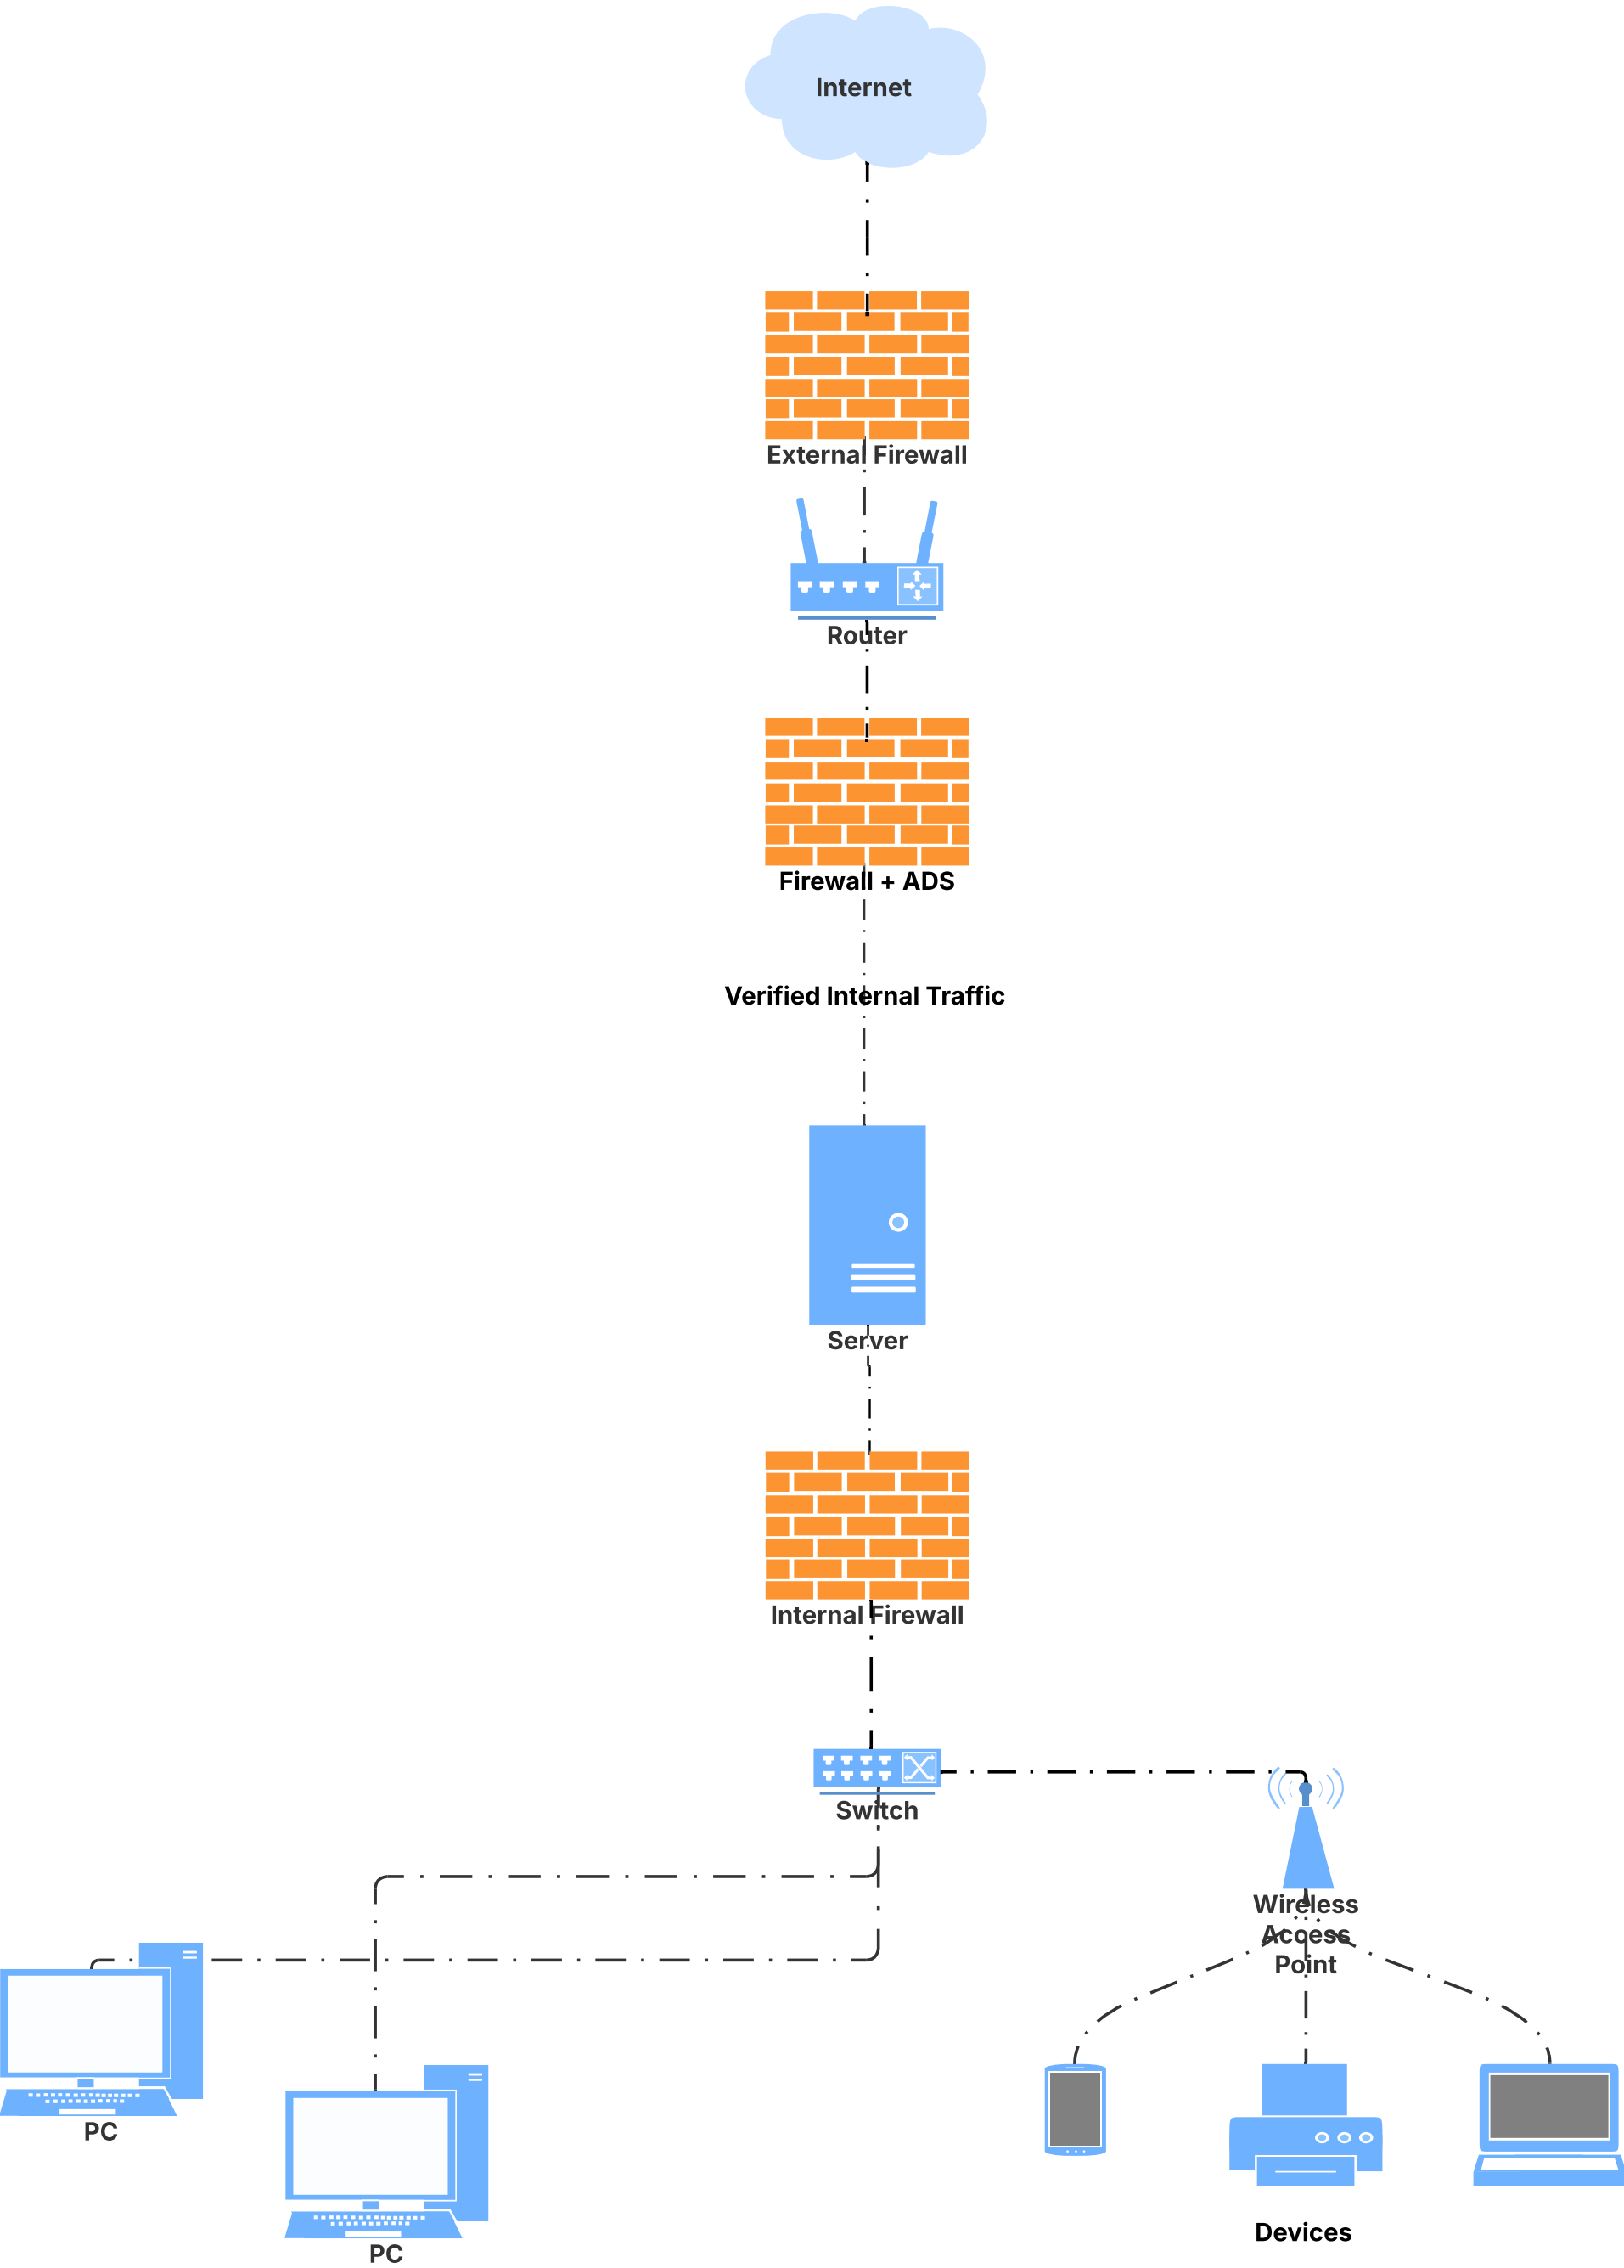 Internet
External Firewall
Router
Firewall + ADS
Verified Internal Traffic
Server
Internal Firewall
Switch
Wireless
Access
Point
PC
PC
Devices